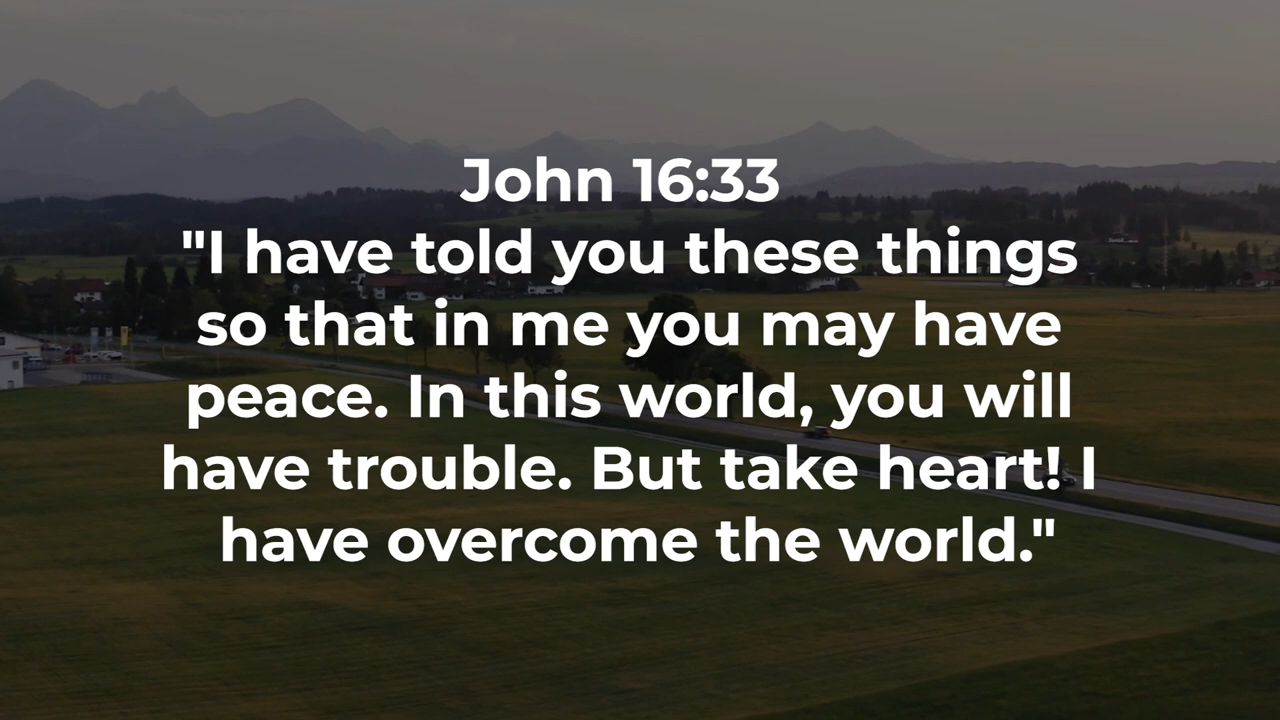 John 16:33
"I have told you these things
so that in me you may have
peace. In this world, you will
have trouble. But take heart! I
have overcome the world."